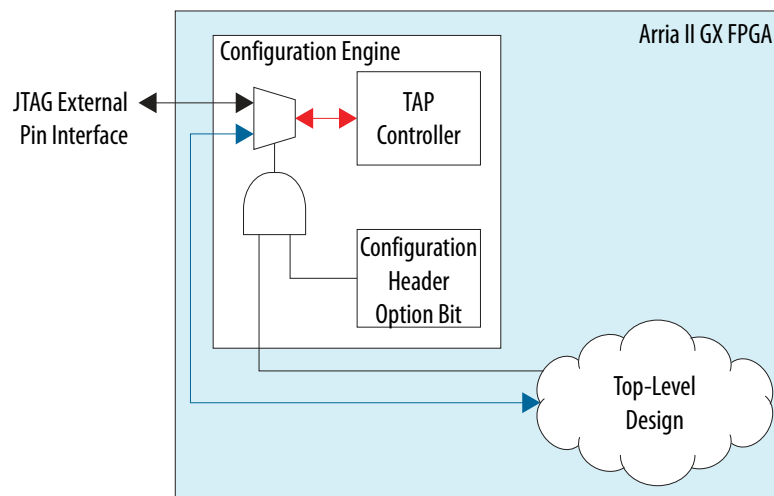 Arria II GX FPGA
Configuration Engine
JTAG External
Pin Interface
TAP
Controller
Configuration
Header
Option Bit
Top-Level
Design